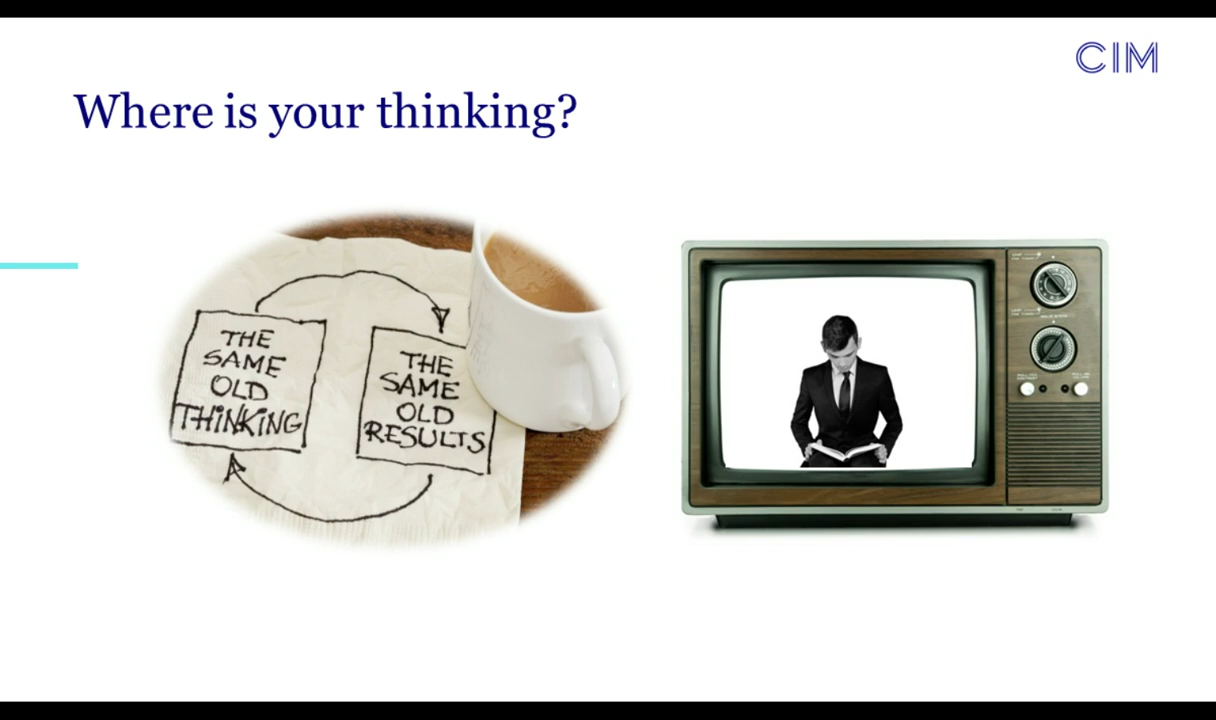 CIM
Where is your thinking?
THE
SAME
OLD
THINKING
THE
SAME
OLD
RESULTS